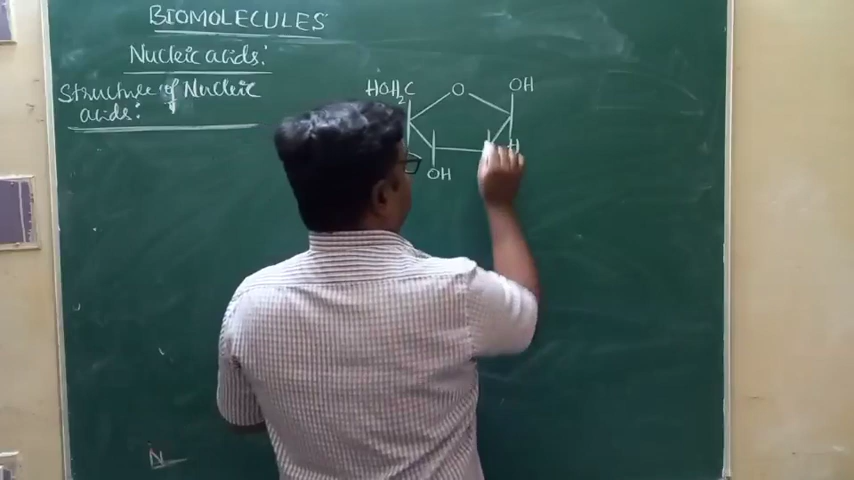 BIOMOLECULES
Nucleic acids:
Structure of Nucleic
acids:
HOH₂C O OH
H
OH
N